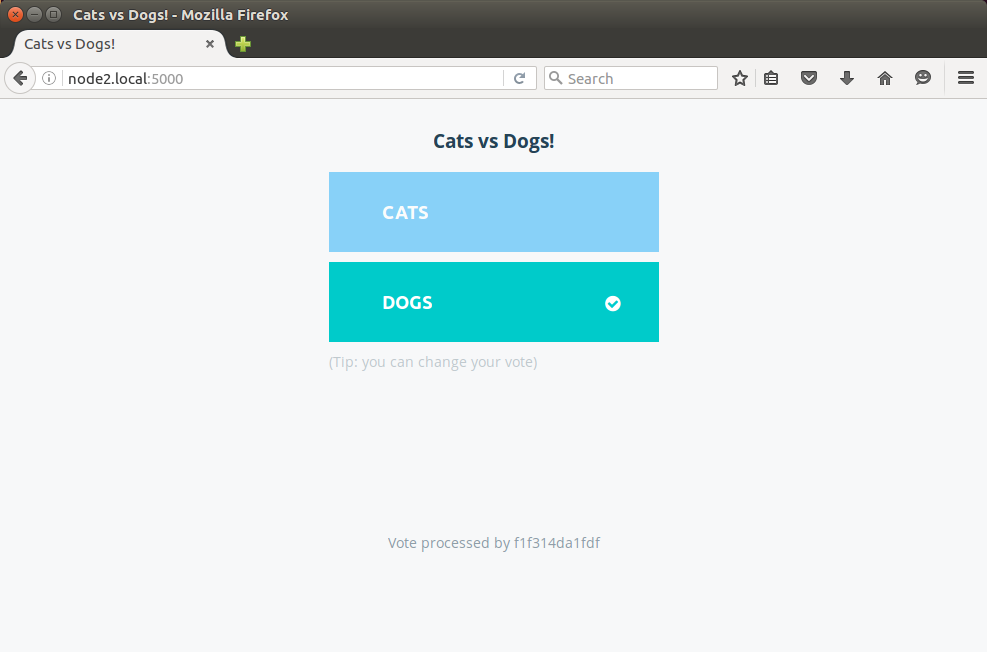 Cats vs Dogs! - Mozilla Firefox
Cats vs Dogs!
node2.local:5000
Search
Cats vs Dogs!
CATS
DOGS
(Tip: you can change your vote)
Vote processed by f1f314da1fdf